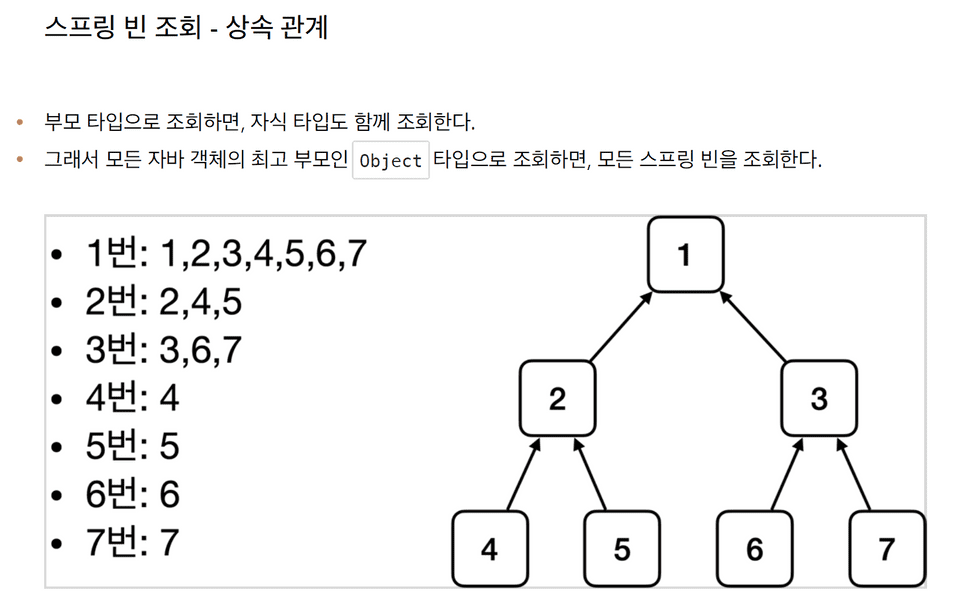 스프링 빈 조회 - 상속 관계
• 부모 타입으로 조회하면, 자식 타입도 함께 조회한다.
• 그래서 모든 자바 객체의 최고 부모인 Object 타입으로 조회하면, 모든 스프링 빈을 조회한다.
• 1번: 1,2,3,4,5,6,7
• 2번: 2,4,5
• 3번: 3,6,7
• 4번: 4
• 5번: 5
• 6번: 6
• 7번: 7
1
2 3
4 5 6 7